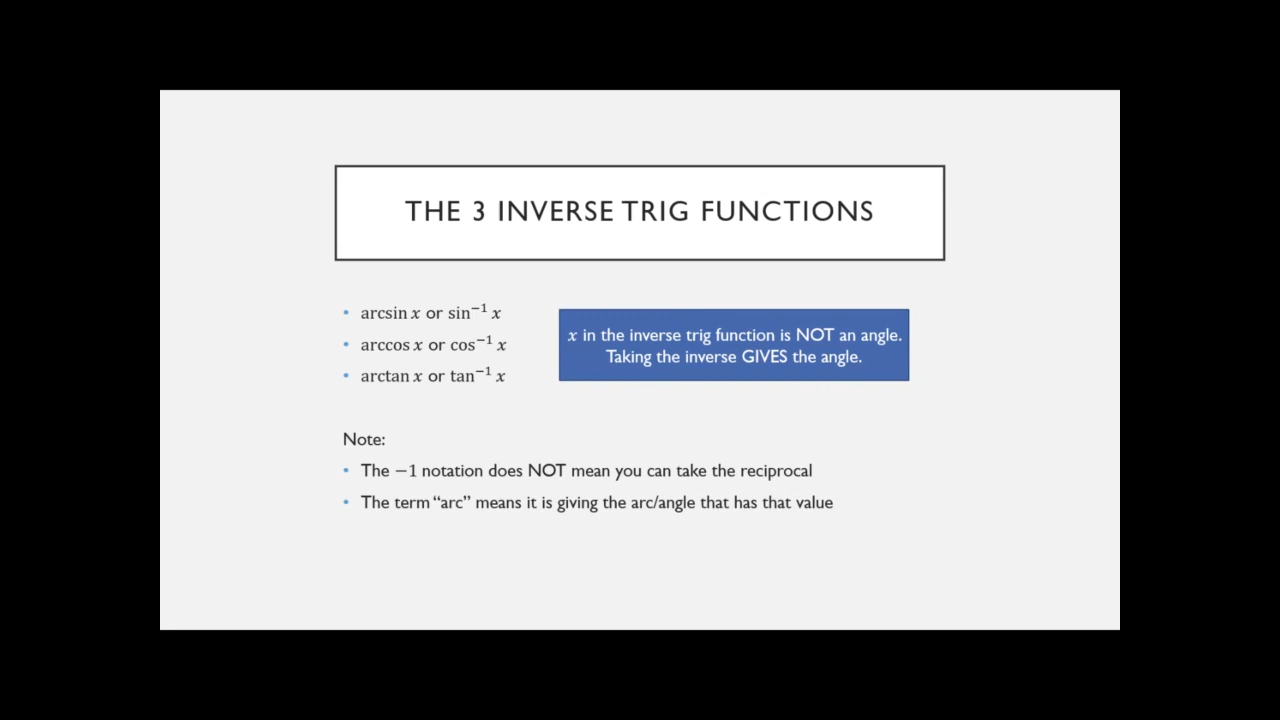 THE 3 INVERSE TRIG FUNCTIONS
• arcsin x or sin⁻¹ x
• arccos x or cos⁻¹ x
• arctan x or tan⁻¹ x
x in the inverse trig function is NOT an angle.
Taking the inverse GIVES the angle.
Note:
• The −1 notation does NOT mean you can take the reciprocal
• The term “arc” means it is giving the arc/angle that has that value